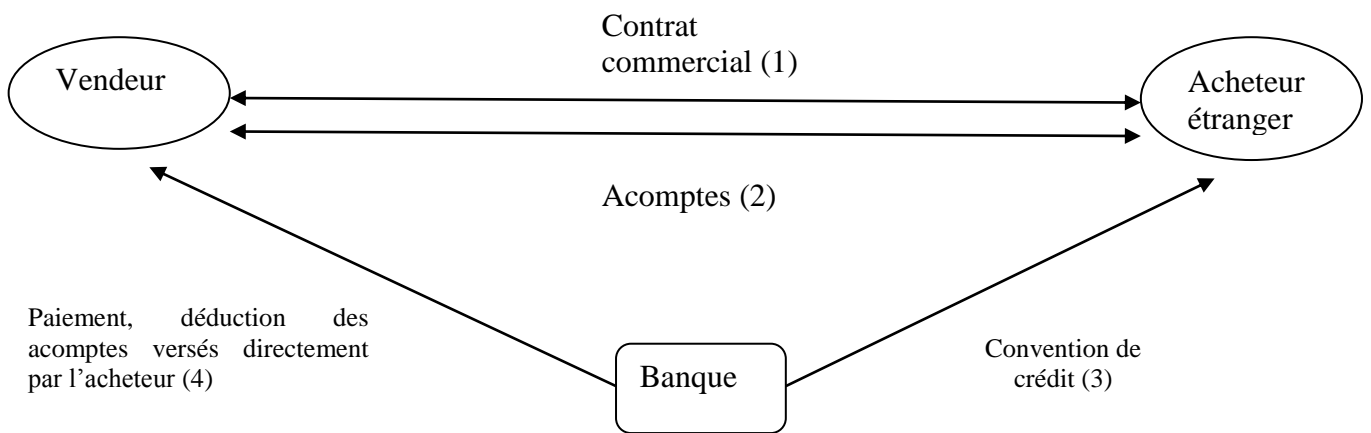 Contrat
commercial (1)
Vendeur
Acheteur
étranger
Acomptes (2)
Paiement, déduction des
acomptes versés directement
par l’acheteur (4)
Banque
Convention de
crédit (3)